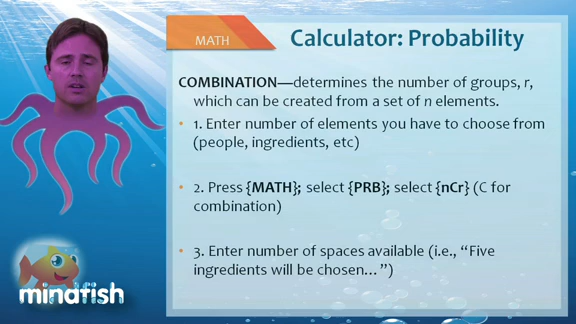 MATH
Calculator: Probability
COMBINATION—determines the number of groups, r,
which can be created from a set of n elements.
• 1. Enter number of elements you have to choose from
(people, ingredients, etc)
• 2. Press {MATH}; select {PRB}; select {nCr} (C for
combination)
• 3. Enter number of spaces available (i.e., “Five
ingredients will be chosen…”)
minafish